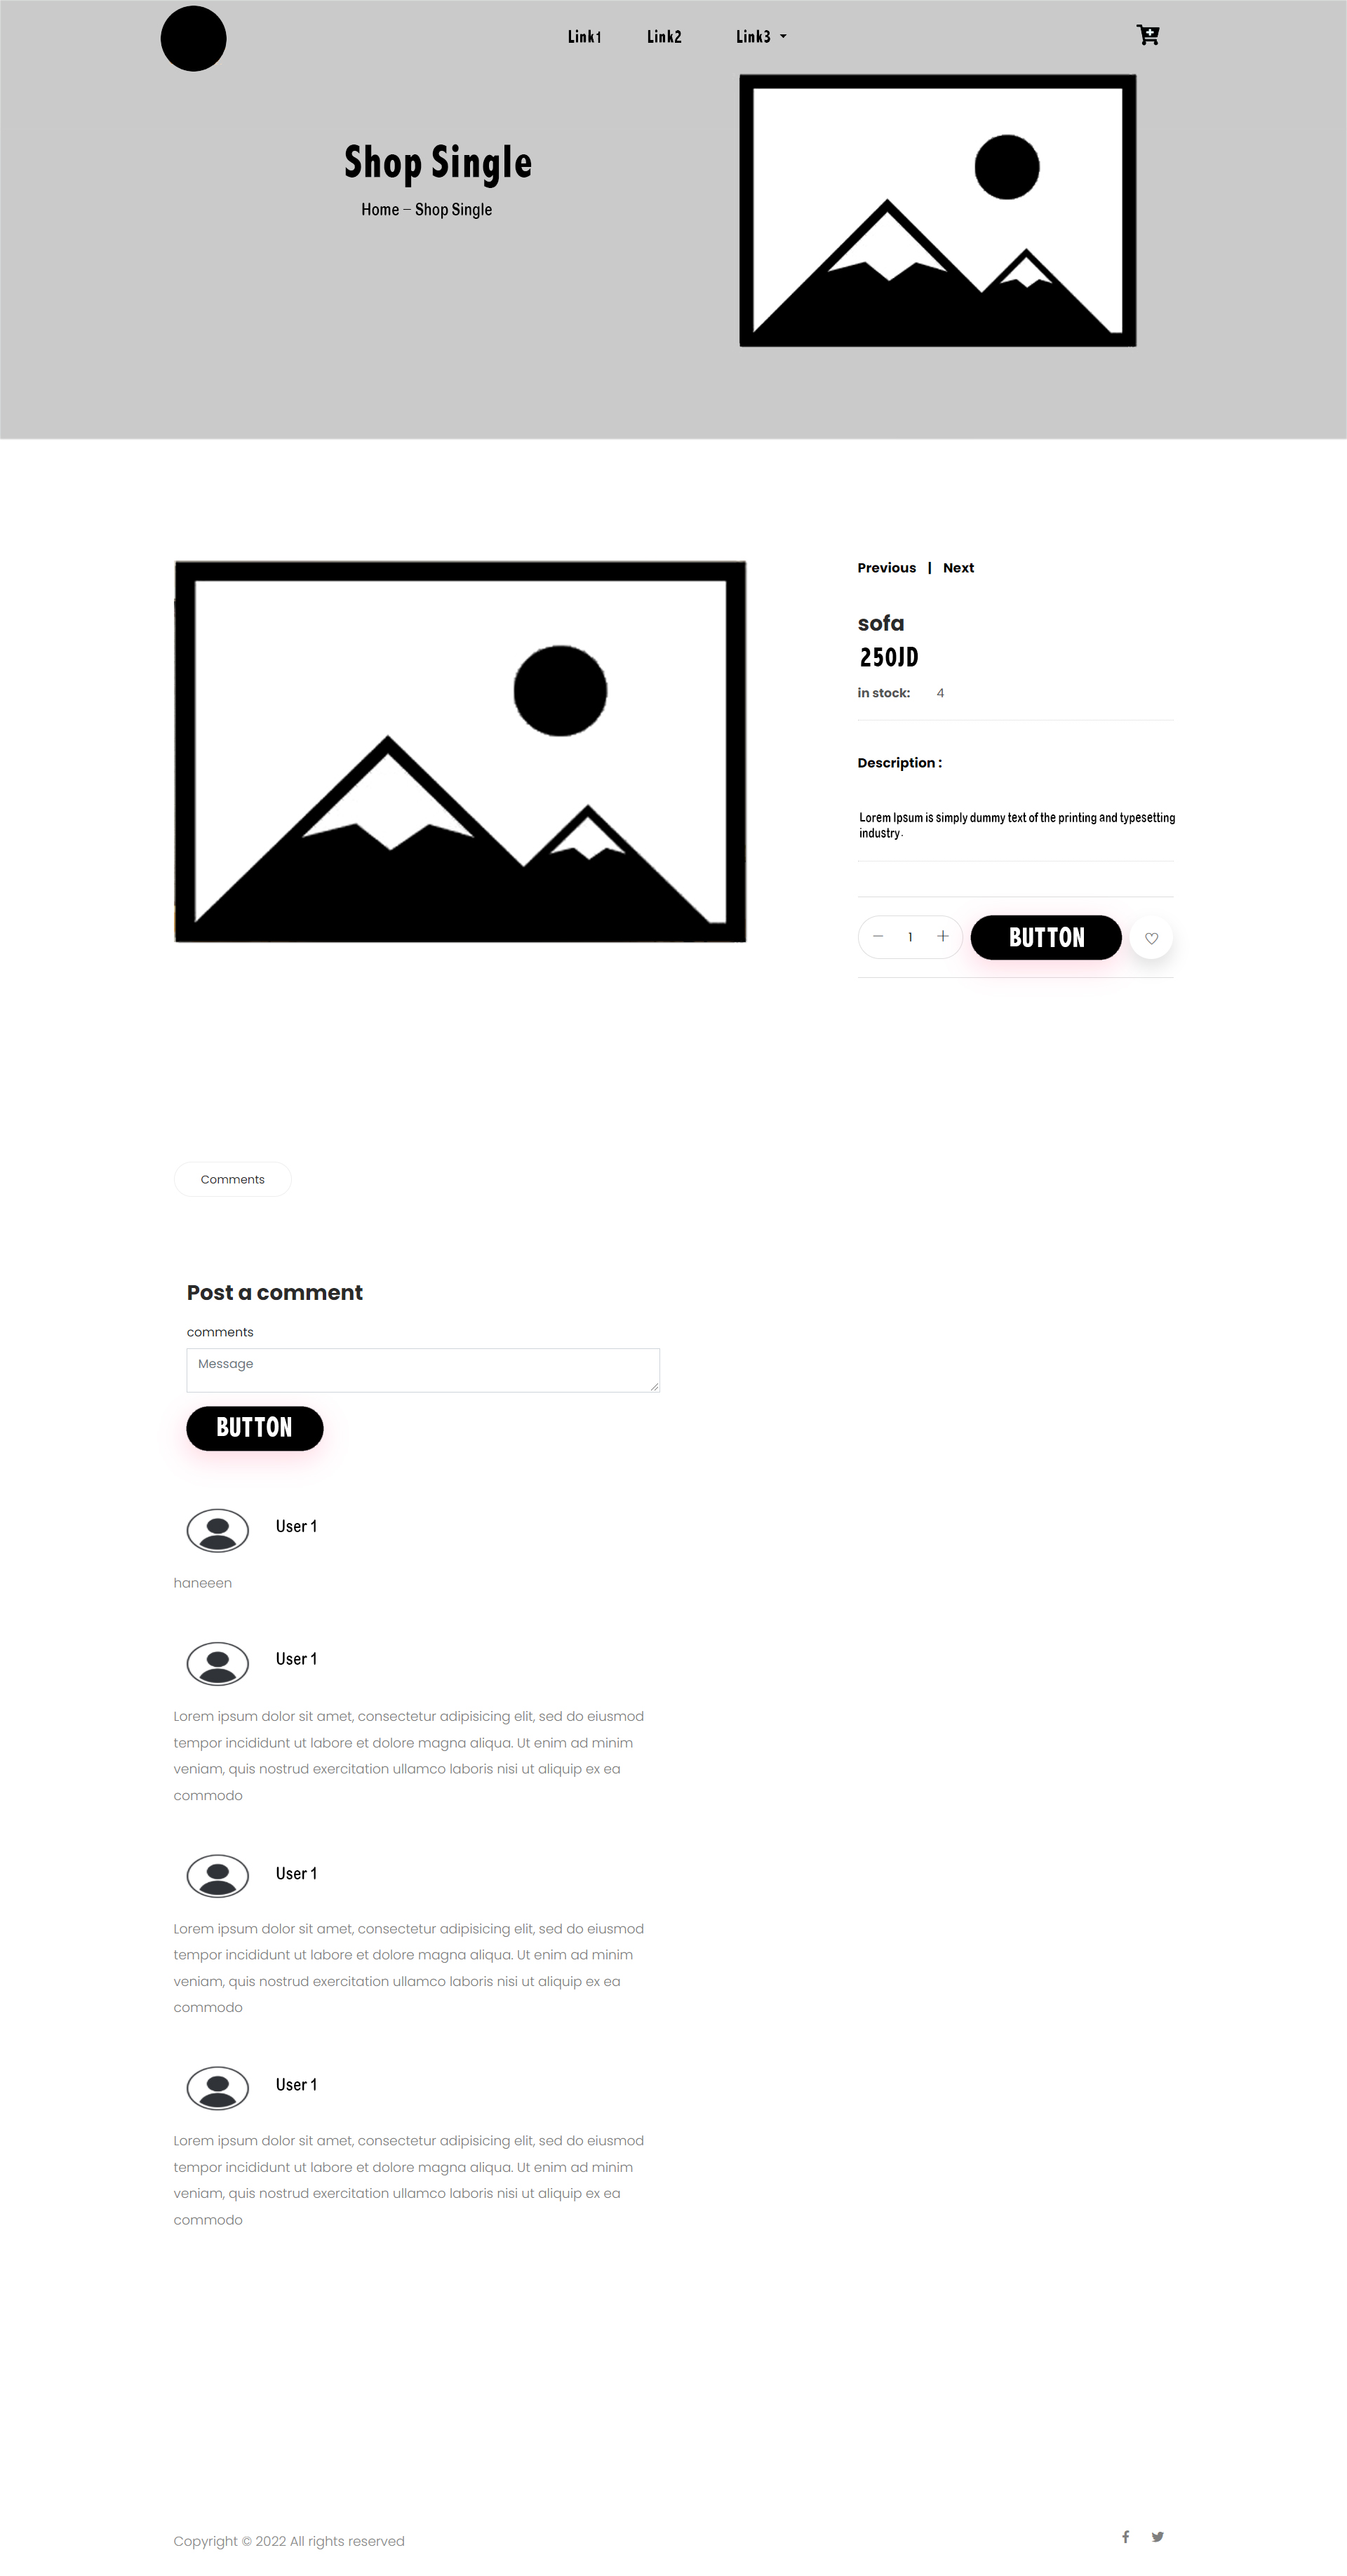 Link1 Link2 Link3
Shop Single
Home – Shop Single
Previous | Next
sofa
250JD
in stock: 4
Description :
Lorem Ipsum is simply dummy text of the printing and typesetting
industry.
1 BUTTON
Comments
Post a comment
comments
Message
BUTTON
User 1
haneeen
User 1
Lorem ipsum dolor sit amet, consectetur adipisicing elit, sed do eiusmod
tempor incididunt ut labore et dolore magna aliqua. Ut enim ad minim
veniam, quis nostrud exercitation ullamco laboris nisi ut aliquip ex ea
commodo
User 1
Lorem ipsum dolor sit amet, consectetur adipisicing elit, sed do eiusmod
tempor incididunt ut labore et dolore magna aliqua. Ut enim ad minim
veniam, quis nostrud exercitation ullamco laboris nisi ut aliquip ex ea
commodo
User 1
Lorem ipsum dolor sit amet, consectetur adipisicing elit, sed do eiusmod
tempor incididunt ut labore et dolore magna aliqua. Ut enim ad minim
veniam, quis nostrud exercitation ullamco laboris nisi ut aliquip ex ea
commodo
Copyright © 2022 All rights reserved